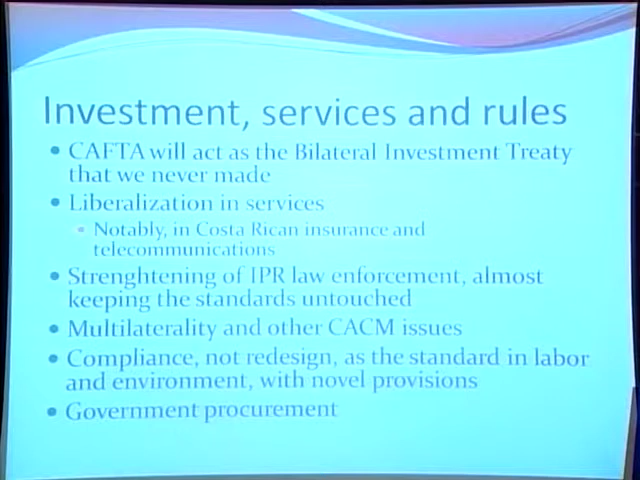 Investment, services and rules
• CAFTA will act as the Bilateral Investment Treaty
that we never made
• Liberalization in services
• Notably, in Costa Rican insurance and
telecommunications
• Strenghtening of IPR law enforcement, almost
keeping the standards untouched
• Multilaterality and other CACM issues
• Compliance, not redesign, as the standard in labor
and environment, with novel provisions
• Government procurement